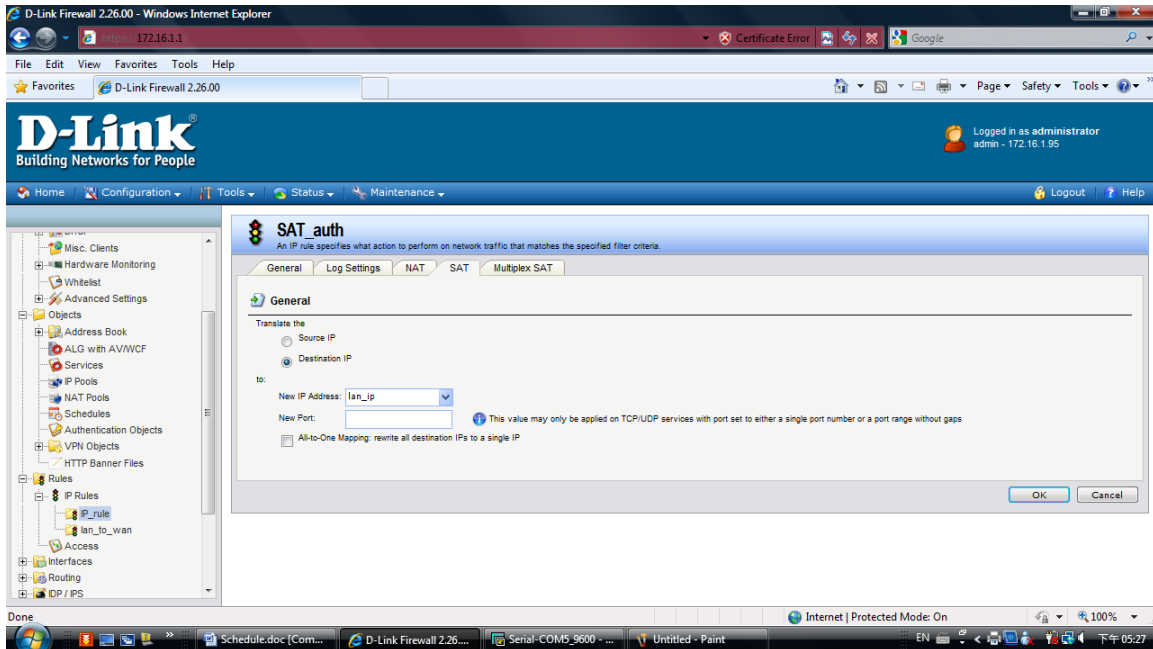 D-Link Firewall 2.26.00 - Windows Internet Explorer
https://172.16.1.1
Certificate Error
Google
File Edit View Favorites Tools Help
Favorites D-Link Firewall 2.26.00 Page Safety Tools
D-Link®
Building Networks for People
Logged in as administrator
admin - 172.16.1.95
Home Configuration Tools Status Maintenance Logout Help
Misc. Clients
Hardware Monitoring
Whitelist
Advanced Settings
Objects
Address Book
ALG with AV/WCF
Services
IP Pools
NAT Pools
Schedules
Authentication Objects
VPN Objects
HTTP Banner Files
Rules
IP Rules
IP_rule
lan_to_wan
Access
Interfaces
Routing
IDP / IPS
SAT_auth
An IP rule specifies what action to perform on network traffic that matches the specified filter criteria.
General Log Settings NAT SAT Multiplex SAT
General
Translate the
Source IP
Destination IP
to:
New IP Address: lan_ip
New Port: This value may only be applied on TCP/UDP services with port set to either a single port number or a port range without gaps
All-to-One Mapping: rewrite all destination IPs to a single IP
OK Cancel
Done Internet | Protected Mode: On 100%
Schedule.doc [Com... D-Link Firewall 2.26.... Serial-COM5_9600 - ... Untitled - Paint EN 下午 05:27